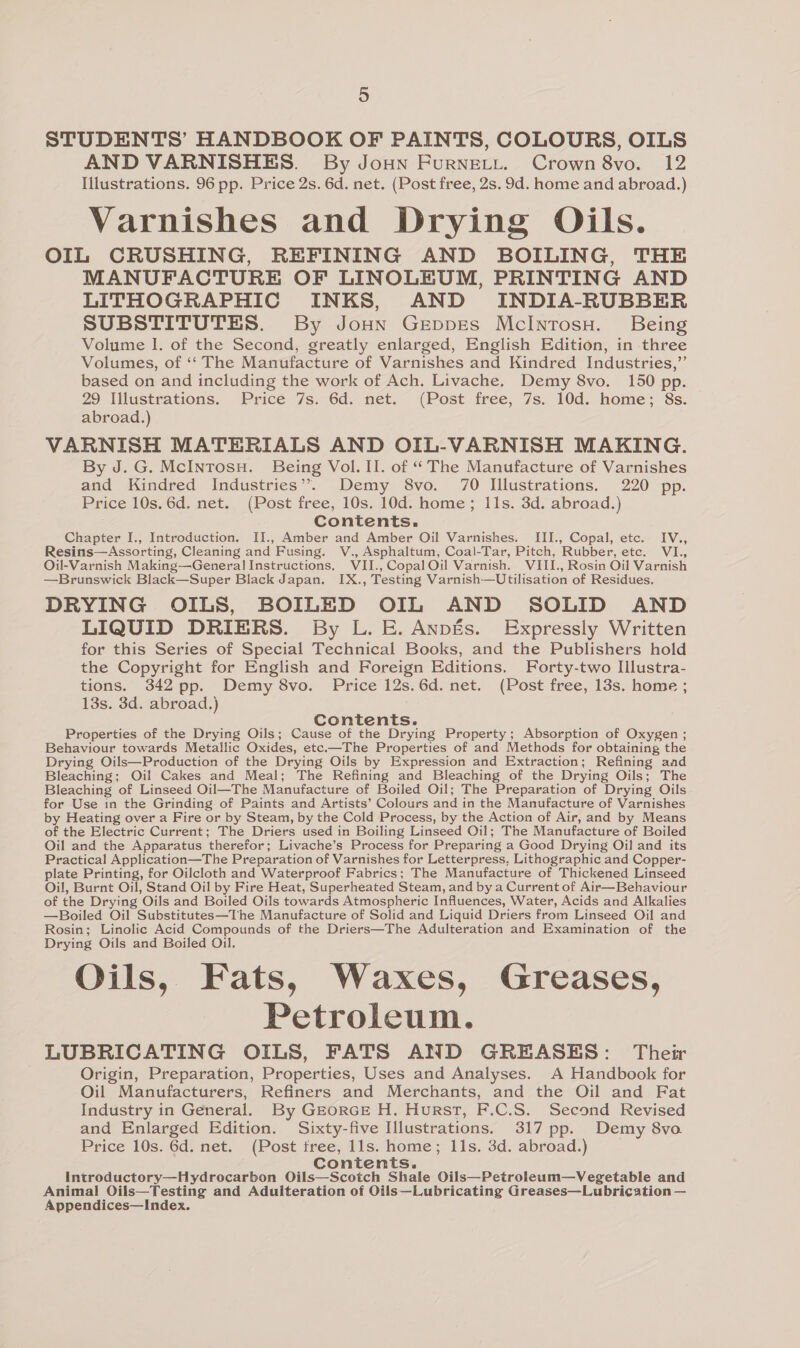 5
STUDENTS’ HANDBOOK OF PAINTS, COLOURS, OILS
AND VARNISHES. By John Furnell. Crown 8vo. 12
Illustrations. 96 pp. Price 2s. 6d. net. (Post free, 2s. 9d. home and abroad.)
Varnishes and Drying Oils.
OIL CRUSHING, REFINING AND BOILING, THE
MANUFACTURE OF LINOLEUM, PRINTING AND
LITHOGRAPHIC INKS, AND INDIA-RUBBER
SUBSTITUTES. By John Geddes McIntosh. Being
Volume I. of the Second, greatly enlarged, English Edition, in three
Volumes, of “The Manufacture of Varnishes and Kindred Industries,”
based on and including the work of Ach. Livache. Demy 8vo. 150 pp.
29 Illustrations. Price 7s. 6d. net. (Post free, 7s. 10d. home; 8s.
abroad.)
VARNISH MATERIALS AND OIL-VARNISH MAKING.
By J. G. McIntosh. Being Vol. II. of “The Manufacture of Varnishes
and Kindred Industries”. Demy 8vo. 70 Illustrations. 220 pp.
Price 10s. 6d. net. (Post free, 10s. 10d. home; 11s. 3d. abroad.)
Contents.
Chapter I., Introduction. II., Amber and Amber Oil Varnishes. III., Copal, etc. IV.,
Resins—Assorting, Cleaning and Fusing. V., Asphaltum, Coal-Tar, Pitch, Rubber, etc. VI.,
Oil-Varnish Making—General Instructions. VII., Copal Oil Varnish. VIII., Rosin Oil Varnish
—Brunswick Black—Super Black Japan. IX., Testing Varnish—Utilisation of Residues.
DRYING OILS, BOILED OIL AND SOLID AND
LIQUID DRIERS. By L. E. Andés. Expressly Written
for this Series of Special Technical Books, and the Publishers hold
the Copyright for English and Foreign Editions. Forty-two Illustra-
tions. 342 pp. Demy 8vo. Price 12s. 6d. net. (Post free, 13s. home;
13s. 3d. abroad.)
Contents.
Properties of the Drying Oils; Cause of the Drying Property; Absorption of Oxygen;
Behaviour towards Metallic Oxides, etc.—The Properties of and Methods for obtaining the
Drying Oils—Production of the Drying Oils by Expression and Extraction; Refining and
Bleaching; Oil Cakes and Meal; The Refining and Bleaching of the Drying Oils; The
Bleaching of Linseed Oil—The Manufacture of Boiled Oil; The Preparation of Drying Oils
for Use in the Grinding of Paints and Artists’ Colours and in the Manufacture of Varnishes
by Heating over a Fire or by Steam, by the Cold Process, by the Action of Air, and by Means
of the Electric Current; The Driers used in Boiling Linseed Oil; The Manufacture of Boiled
Oil and the Apparatus therefor; Livache’s Process for Preparing a Good Drying Oil and its
Practical Application—The Preparation of Varnishes for Letterpress, Lithographic and Copper-
plate Printing, for Oilcloth and Waterproof Fabrics; The Manufacture of Thickened Linseed
Oil, Burnt Oil, Stand Oil by Fire Heat, Superheated Steam, and by a Current of Air—Behaviour
of the Drying Oils and Boiled Oils towards Atmospheric Influences, Water, Acids and Alkalies
—Boiled Oil Substitutes—The Manufacture of Solid and Liquid Driers from Linseed Oil and
Rosin; Linolic Acid Compounds of the Driers—The Adulteration and Examination of the
Drying Oils and Boiled Oil.
Oils, Fats, Waxes, Greases,
Petroleum.
LUBRICATING OILS, FATS AND GREASES: Their
Origin, Preparation, Properties, Uses and Analyses. A Handbook for
Oil Manufacturers, Refiners and Merchants, and the Oil and Fat
Industry in General. By George H. Hurst, F.C.S. Second Revised
and Enlarged Edition. Sixty-five Illustrations. 317 pp. Demy 8vo
Price 10s. 6d. net. (Post free, 11s. home; 11s. 3d. abroad.)
Contents.
Introductory—Hydrocarbon Oils—Scotch Shale Oils—Petroleum—Vegetable and
Animal Oils—Testing and Adulteration of Oils—Lubricating Greases—Lubrication—
Appendices—Index.